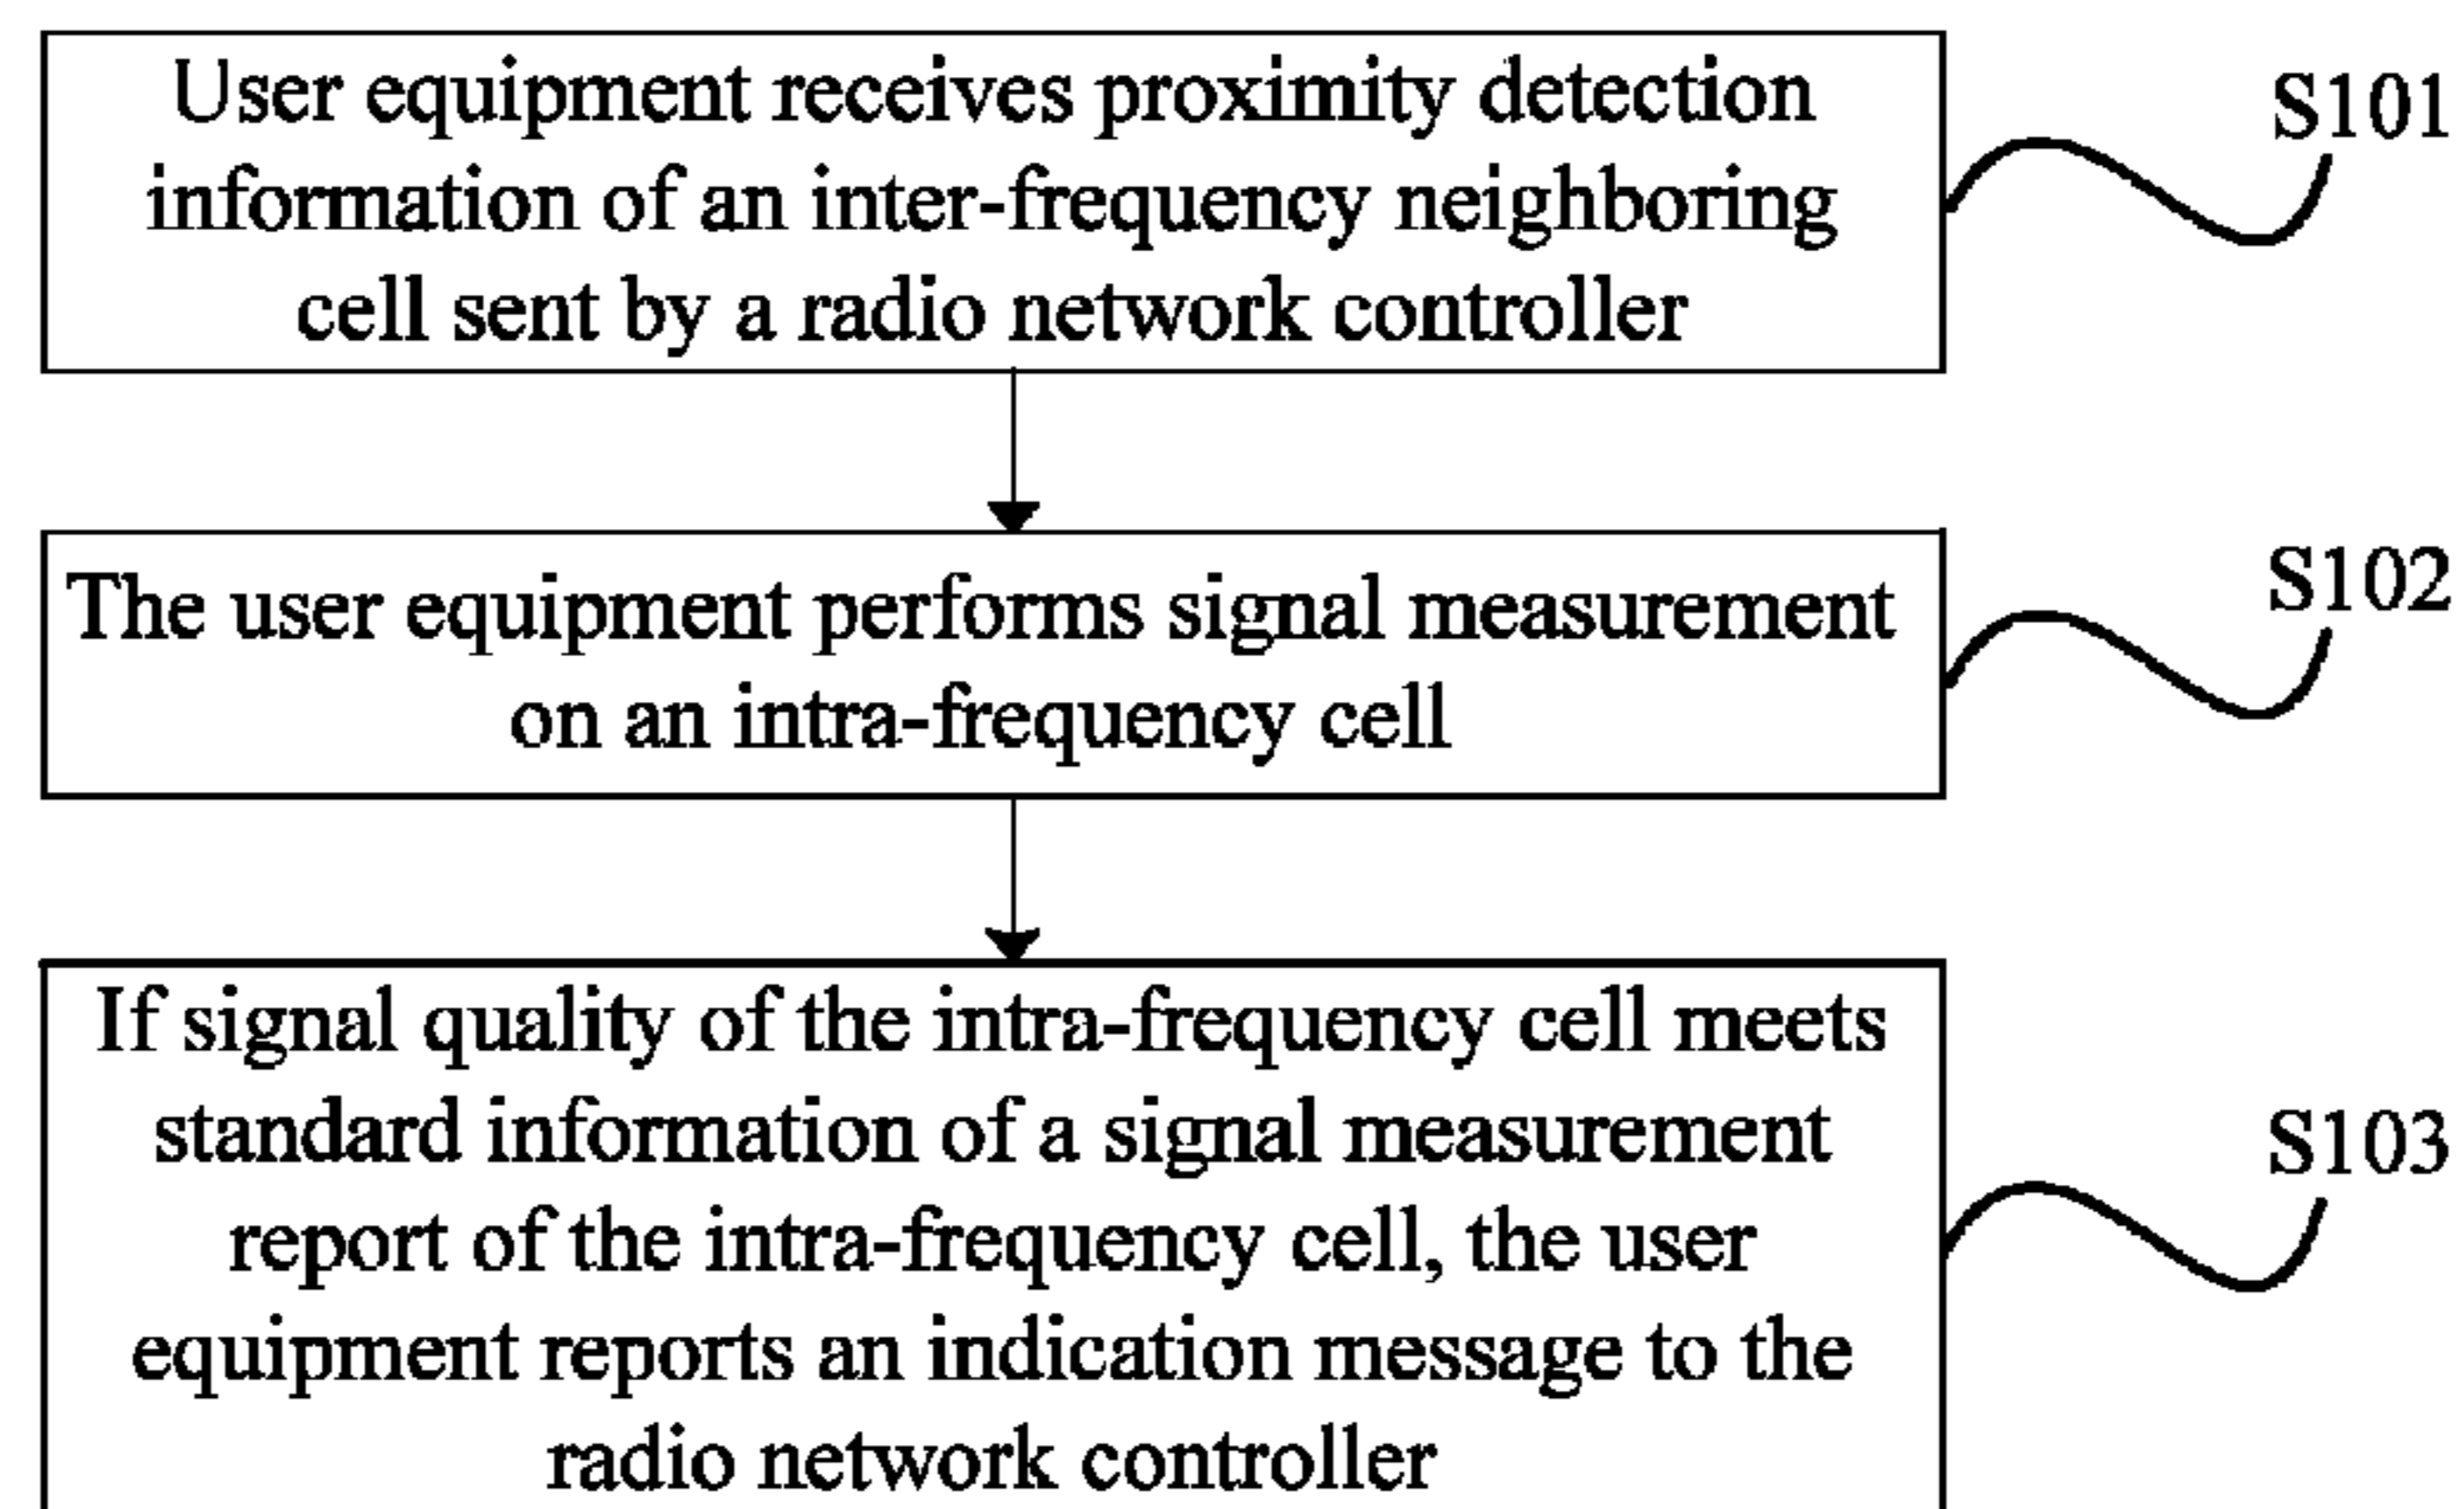 User equipment receives proximity detection
information of an inter-frequency neighboring
cell sent by a radio network controller
S101
The user equipment performs signal measurement
on an intra-frequency cell
S102
If signal quality of the intra-frequency cell meets
standard information of a signal measurement
report of the intra-frequency cell, the user
equipment reports an indication message to the
radio network controller
S103